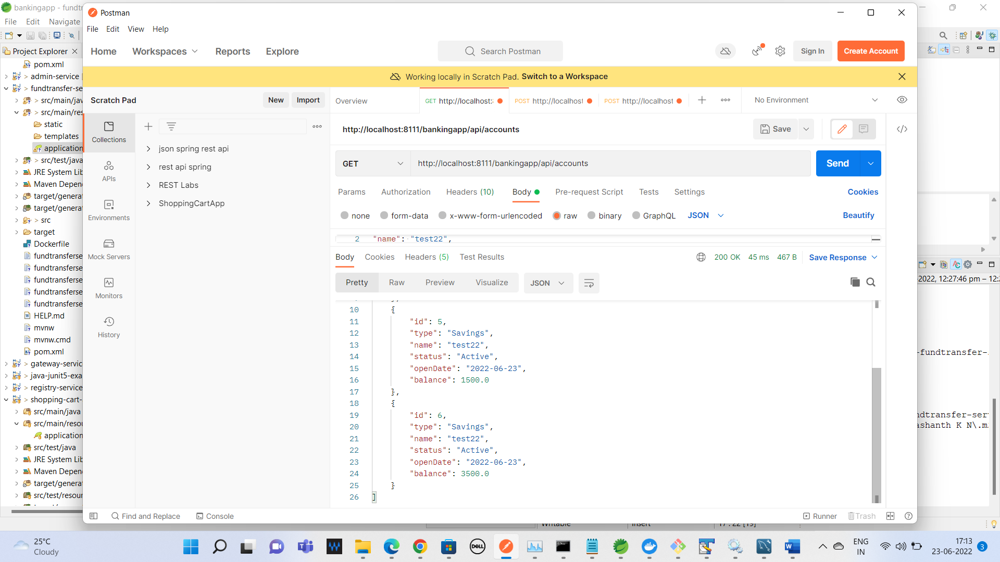 bankingapp - fundtr
File Edit Navigate
Project Explorer
pom.xml
> admin-service
> fundtransfer-se
> src/main/jav
> src/main/res
static
templates
application
> src/test/java
JRE System Lib
Maven Depend
target/generat
target/generat
> src
target
Dockerfile
fundtransferse
fundtransferse
fundtransferse
fundtransferse
fundtransferse
HELP.md
mvnw
mvnw.cmd
pom.xml
> gateway-servic
> java-junit5-exa
> registry-service
> shopping-cart-
src/main/java
src/main/resou
application
src/test/java
JRE System Lib
Maven Depend
target/generat
src/test/resour
Postman
File Edit View Help
Home Workspaces Reports Explore
Search Postman
Sign In
Create Account
Working locally in Scratch Pad. Switch to a Workspace
Scratch Pad
New
Import
Overview
GET http://localhost:
POST http://localhost
POST http://localhost
No Environment
Collections
APIs
Environments
Mock Servers
Monitors
History
json spring rest api
rest api spring
REST Labs
ShoppingCartApp
http://localhost:8111/bankingapp/api/accounts
Save
GET
http://localhost:8111/bankingapp/api/accounts
Send
Params Authorization Headers (10) Body Pre-request Script Tests Settings
Cookies
none form-data x-www-form-urlencoded raw binary GraphQL JSON
Beautify
2 "name": "test22",
Body Cookies Headers (5) Test Results
200 OK 45 ms 467 B Save Response
Pretty Raw Preview Visualize JSON
10 {
11 "id": 5,
12 "type": "Savings",
13 "name": "test22",
14 "status": "Active",
15 "openDate": "2022-06-23",
16 "balance": 1500.0
17 },
18 {
19 "id": 6,
20 "type": "Savings",
21 "name": "test22",
22 "status": "Active",
23 "openDate": "2022-06-23",
24 "balance": 3500.0
25 }
26 ]
Find and Replace
Console
Runner
Trash
2022, 12:27:46 pm – 12:
-fundtransfer-
ndtransfer-ser
ashanth K N\.m
25°C
Cloudy
DELL
ENG
IN
17:13
23-06-2022
3